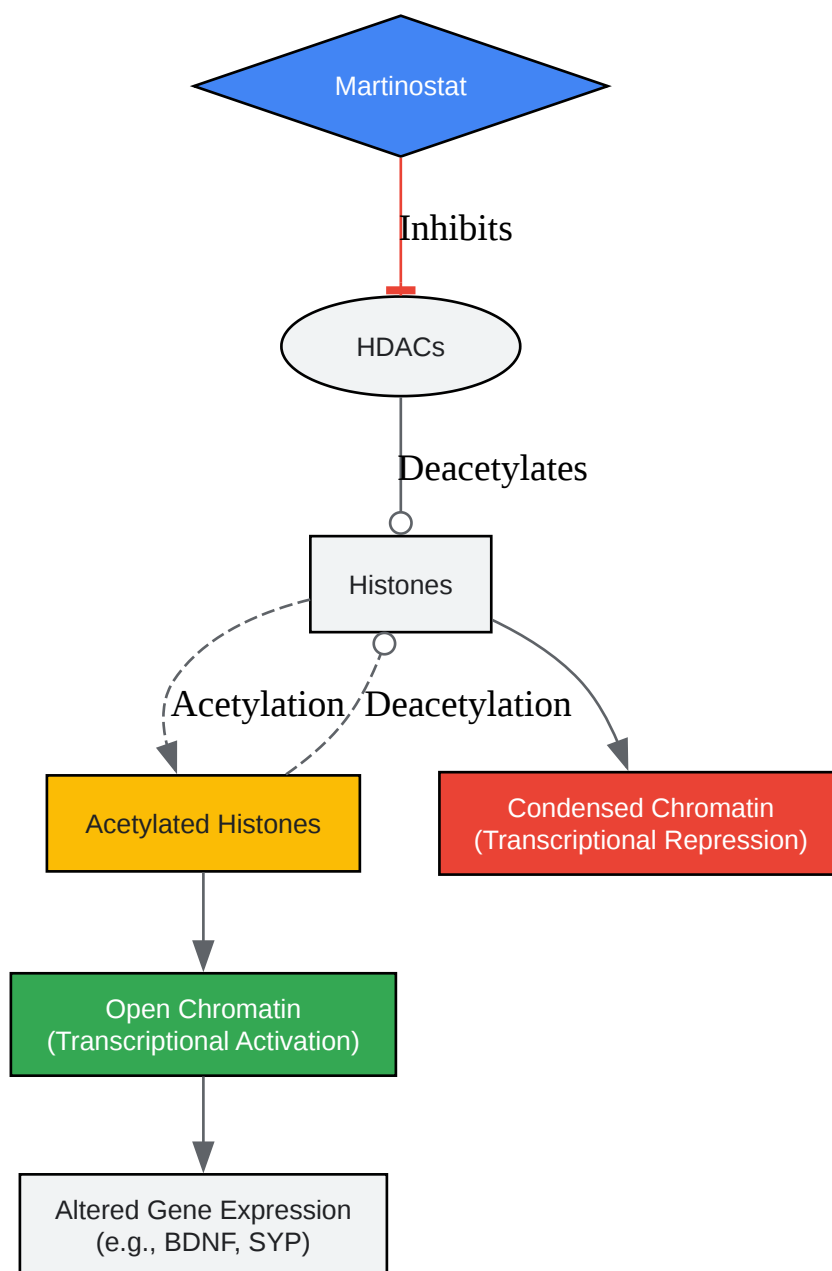 Martinostat
Inhibits
HDACs
Deacetylates
Histones
Acetylation
Deacetylation
Acetylated Histones
Condensed Chromatin
(Transcriptional Repression)
Open Chromatin
(Transcriptional Activation)
Altered Gene Expression
(e.g., BDNF, SYP)